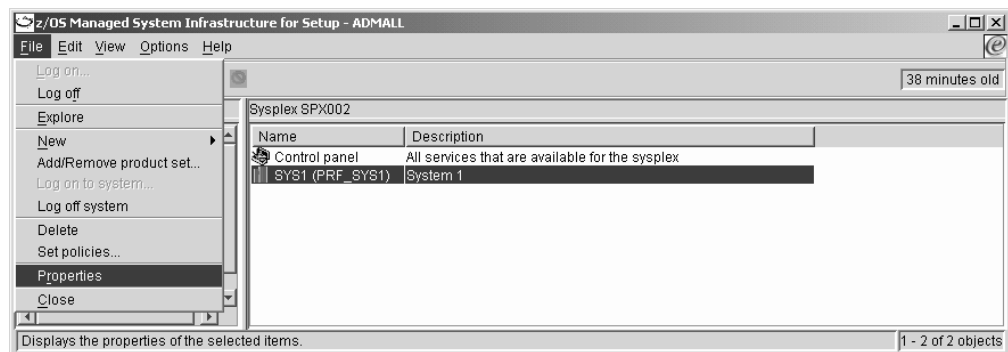 z/OS Managed System Infrastructure for Setup - ADMALL
File Edit View Options Help
Log on...
Log off
Explore
New
Add/Remove product set...
Log on to system...
Log off system
Delete
Set policies...
Properties
Close
38 minutes old
Sysplex SPX002
Name Description
Control panel All services that are available for the sysplex
SYS1 (PRF_SYS1) System 1
Displays the properties of the selected items.
1 - 2 of 2 objects